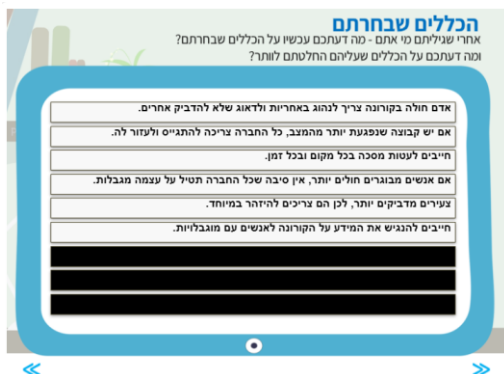 הכללים שבחרתם
אחרי שגיליתם מי אתם - מה דעתכם עכשיו על הכללים שבחרתם?
ומה דעתכם על הכללים שעליהם החלטתם לוותר?
אדם חולה בקורונה צריך לנהוג באחריות ולדאוג שלא להדביק אחרים.
אם יש קבוצה שנפגעת יותר מהמצב, כל החברה צריכה להתגייס ולעזור לה.
חייבים לעטות מסכה בכל מקום ובכל זמן.
אם אנשים מבוגרים חולים יותר, אין סיבה שכל החברה תטיל על עצמה מגבלות.
צעירים מדביקים יותר, לכן הם צריכים להיזהר במיוחד.
חייבים להנגיש את המידע על הקורונה לאנשים עם מוגבלויות.